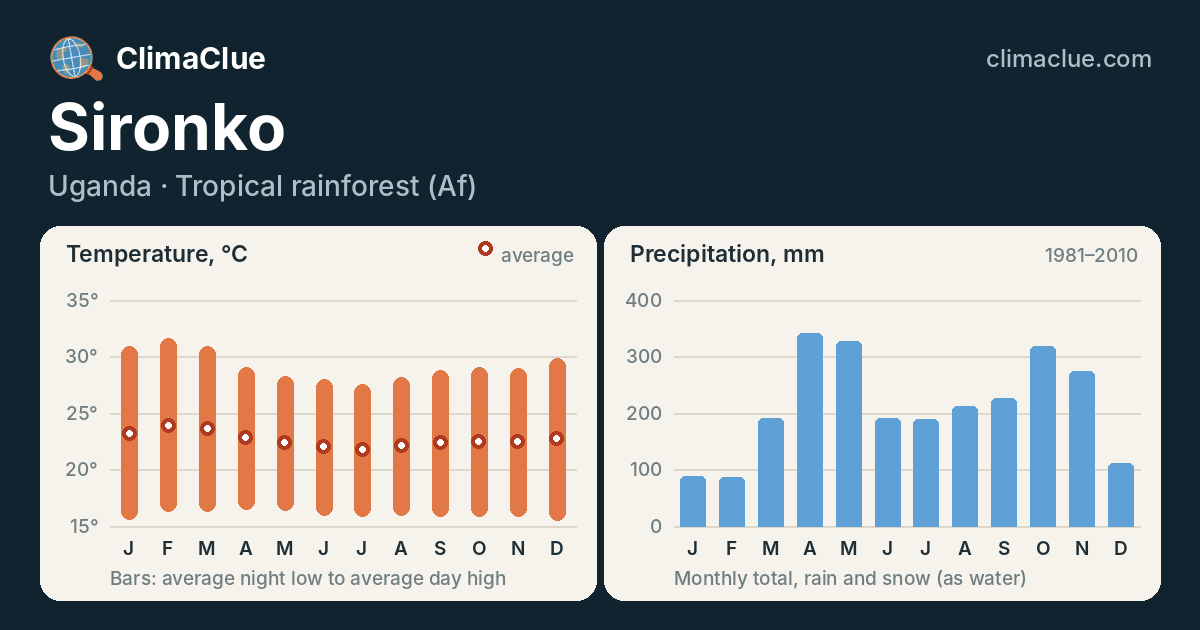 ClimaClue
climaclue.com
Sironko
Uganda · Tropical rainforest (Af)
Temperature, °C
average
35°
30°
25°
20°
15°
J F M A M J J A S O N D
Bars: average night low to average day high
Precipitation, mm
1981–2010
400
300
200
100
0
J F M A M J J A S O N D
Monthly total, rain and snow (as water)